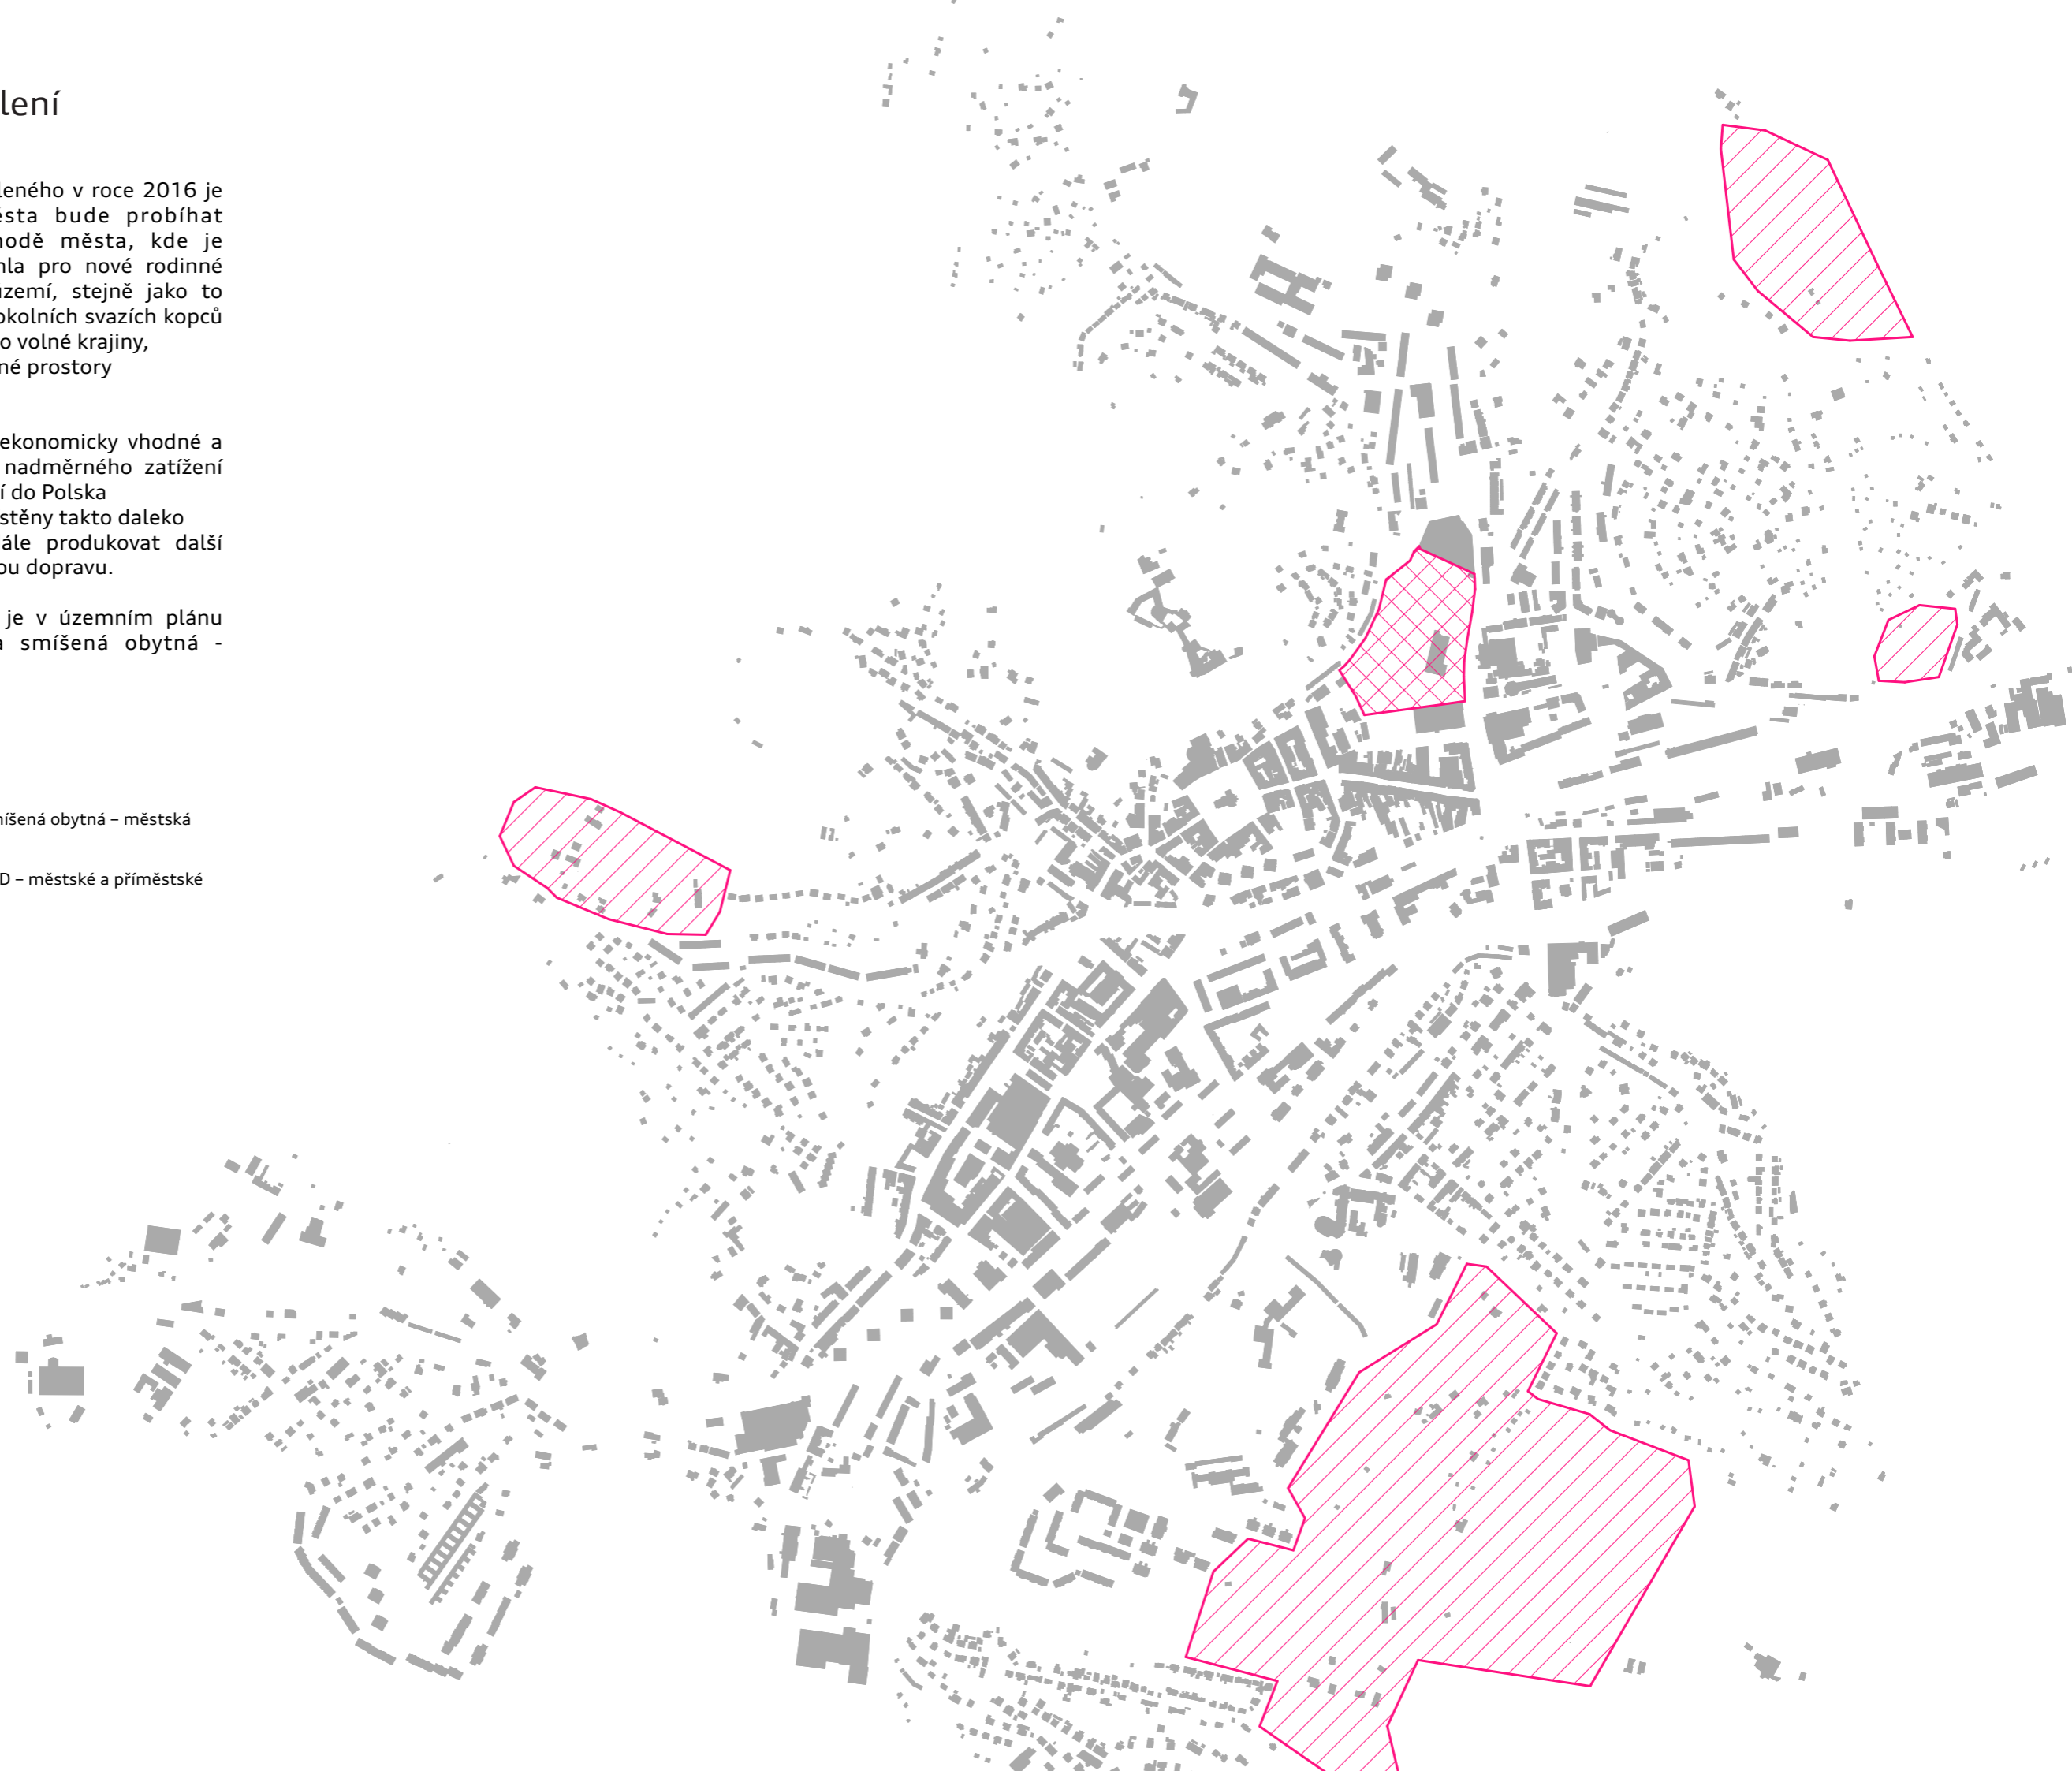 lení
leného v roce 2016 je
ěsta bude probíhat
hodě města, kde je
hla pro nové rodinné
území, stejně jako to
okolních svazích kopců
o volné krajiny,
né prostory
ekonomicky vhodné a
nadměrného zatížení
í do Polska
stěny takto daleko
ále produkovat další
ou dopravu.
je v územním plánu
a smíšená obytná -
míšená obytná – městská
D – městské a příměstské